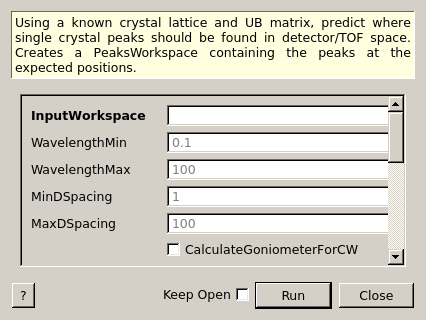 Using a known crystal lattice and UB matrix, predict where
single crystal peaks should be found in detector/TOF space.
Creates a PeaksWorkspace containing the peaks at the
expected positions.
InputWorkspace
WavelengthMin 0.1
WavelengthMax 100
MinDSpacing 1
MaxDSpacing 100
CalculateGoniometerForCW
? Keep Open Run Close